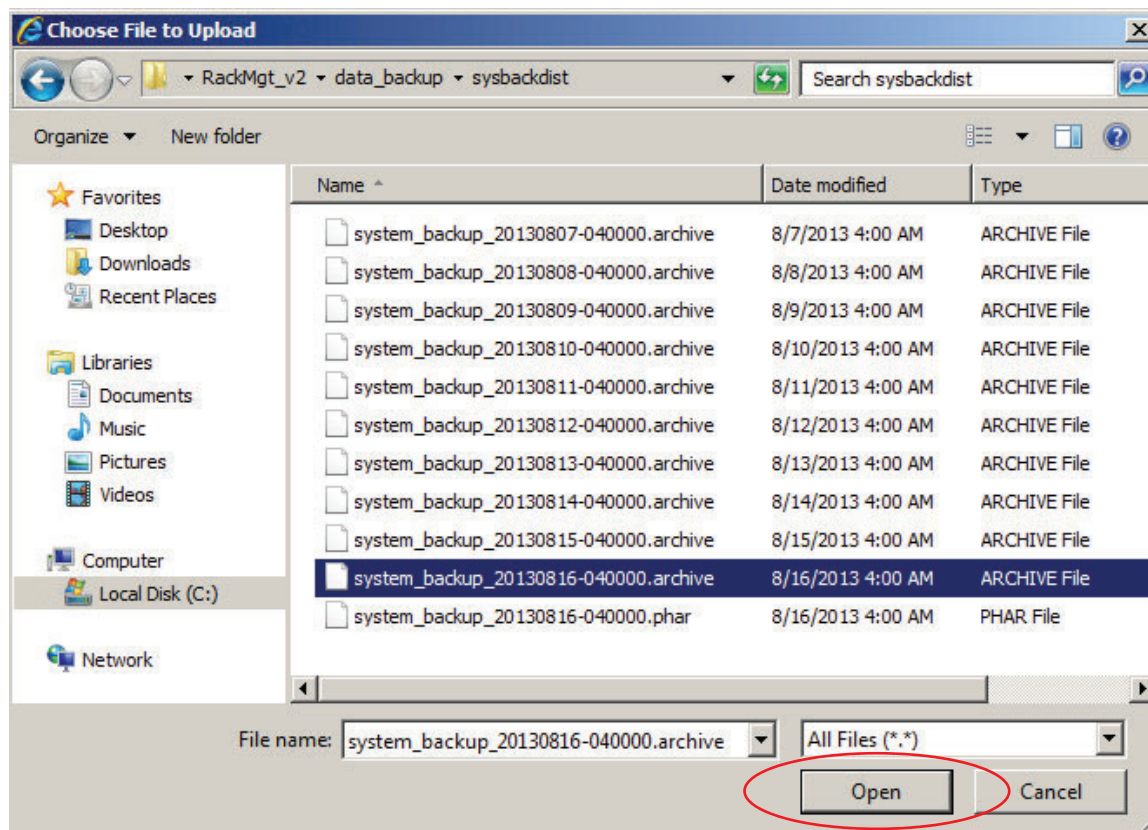 Choose File to Upload
RackMgt_v2 data_backup sysbackdist Search sysbackdist
Organize New folder
Name Date modified Type
Favorites
Desktop
Downloads
Recent Places
Libraries
Documents
Music
Pictures
Videos
Computer
Local Disk (C:)
Network
system_backup_20130807-040000.archive 8/7/2013 4:00 AM ARCHIVE File
system_backup_20130808-040000.archive 8/8/2013 4:00 AM ARCHIVE File
system_backup_20130809-040000.archive 8/9/2013 4:00 AM ARCHIVE File
system_backup_20130810-040000.archive 8/10/2013 4:00 AM ARCHIVE File
system_backup_20130811-040000.archive 8/11/2013 4:00 AM ARCHIVE File
system_backup_20130812-040000.archive 8/12/2013 4:00 AM ARCHIVE File
system_backup_20130813-040000.archive 8/13/2013 4:00 AM ARCHIVE File
system_backup_20130814-040000.archive 8/14/2013 4:00 AM ARCHIVE File
system_backup_20130815-040000.archive 8/15/2013 4:00 AM ARCHIVE File
system_backup_20130816-040000.archive 8/16/2013 4:00 AM ARCHIVE File
system_backup_20130816-040000.phar 8/16/2013 4:00 AM PHAR File
File name: system_backup_20130816-040000.archive All Files (*.*)
Open Cancel